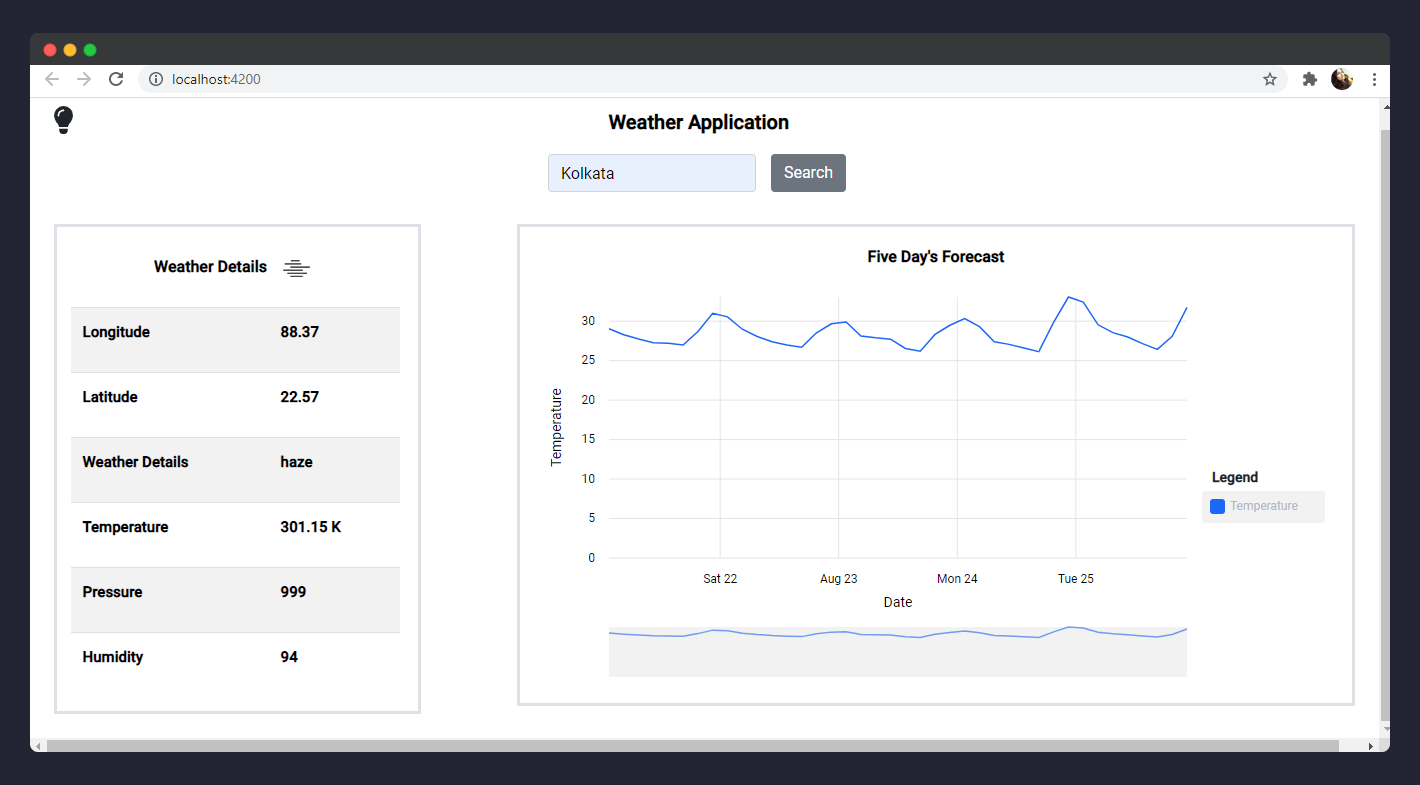 localhost:4200
Weather Application
Kolkata
Search
Weather Details
Longitude 88.37
Latitude 22.57
Weather Details haze
Temperature 301.15 K
Pressure 999
Humidity 94
Five Day's Forecast
30
25
20
15
10
5
0
Temperature
Sat 22 Aug 23 Mon 24 Tue 25
Date
Legend
Temperature